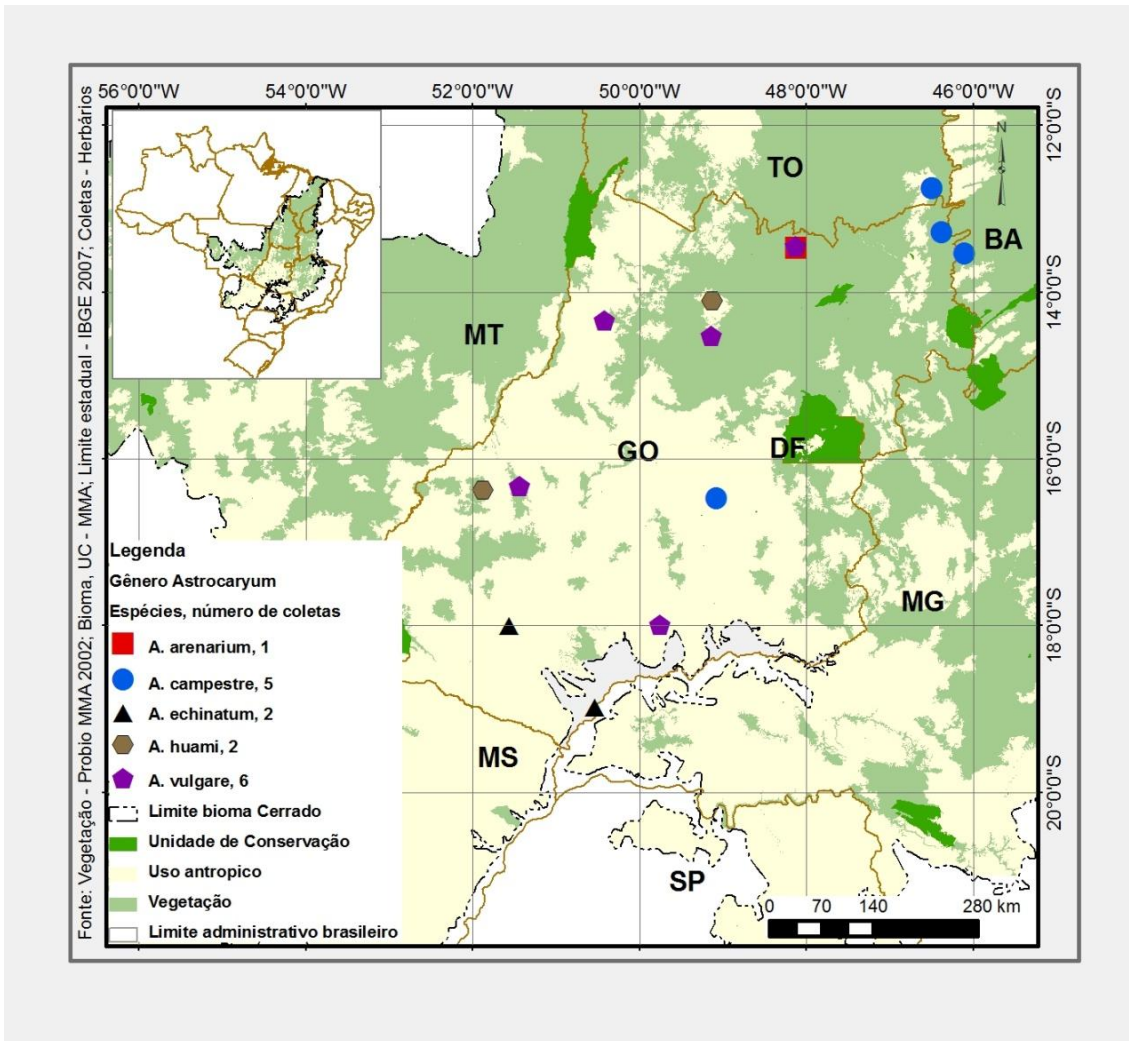 56°0'0"W 54°0'0"W 52°0'0"W 50°0'0"W 48°0'0"W 46°0'0"W
Fonte: Vegetação - Probio MMA 2002; Bioma, UC - MMA; Limite estadual - IBGE 2007; Coletas - Herbários
12°0'0"S
14°0'0"S
16°0'0"S
18°0'0"S
20°0'0"S
N
TO
BA
MT
GO
DF
MG
MS
SP
Legenda
Gênero Astrocaryum
Espécies, número de coletas
A. arenarium, 1
A. campestre, 5
A. echinatum, 2
A. huami, 2
A. vulgare, 6
Limite bioma Cerrado
Unidade de Conservação
Uso antropico
Vegetação
Limite administrativo brasileiro
0 70 140 280 km